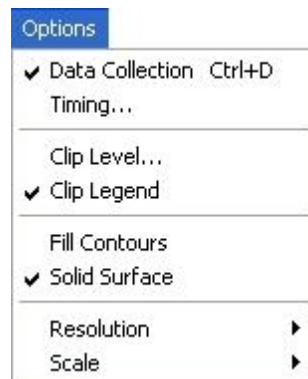 Options
Data Collection Ctrl+D
Timing...
Clip Level...
Clip Legend
Fill Contours
Solid Surface
Resolution
Scale